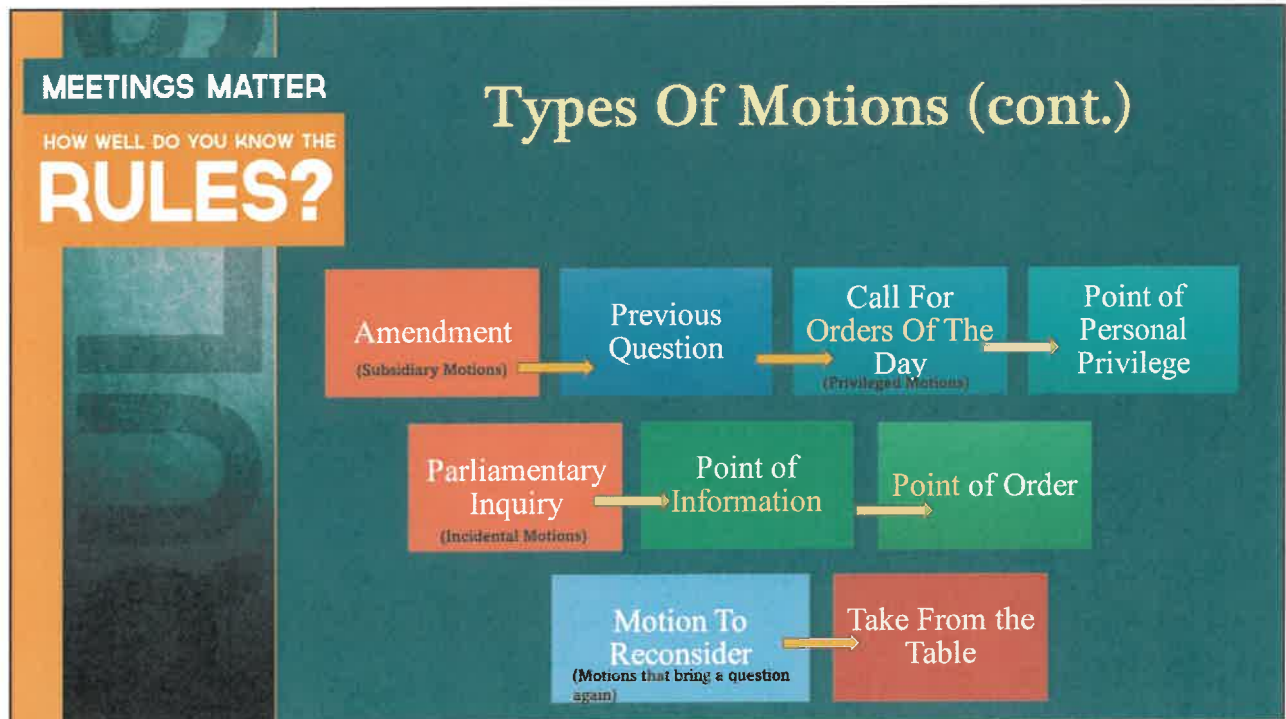 MEETINGS MATTER
HOW WELL DO YOU KNOW THE
RULES?
Types Of Motions (cont.)
Amendment
(Subsidiary Motions)
Previous
Question
Call For
Orders Of The
Day
(Privileged Motions)
Point of
Personal
Privilege
Parliamentary
Inquiry
(Incidental Motions)
Point of
Information
Point of Order
Motion To
Reconsider
(Motions that bring a question
again)
Take From the
Table